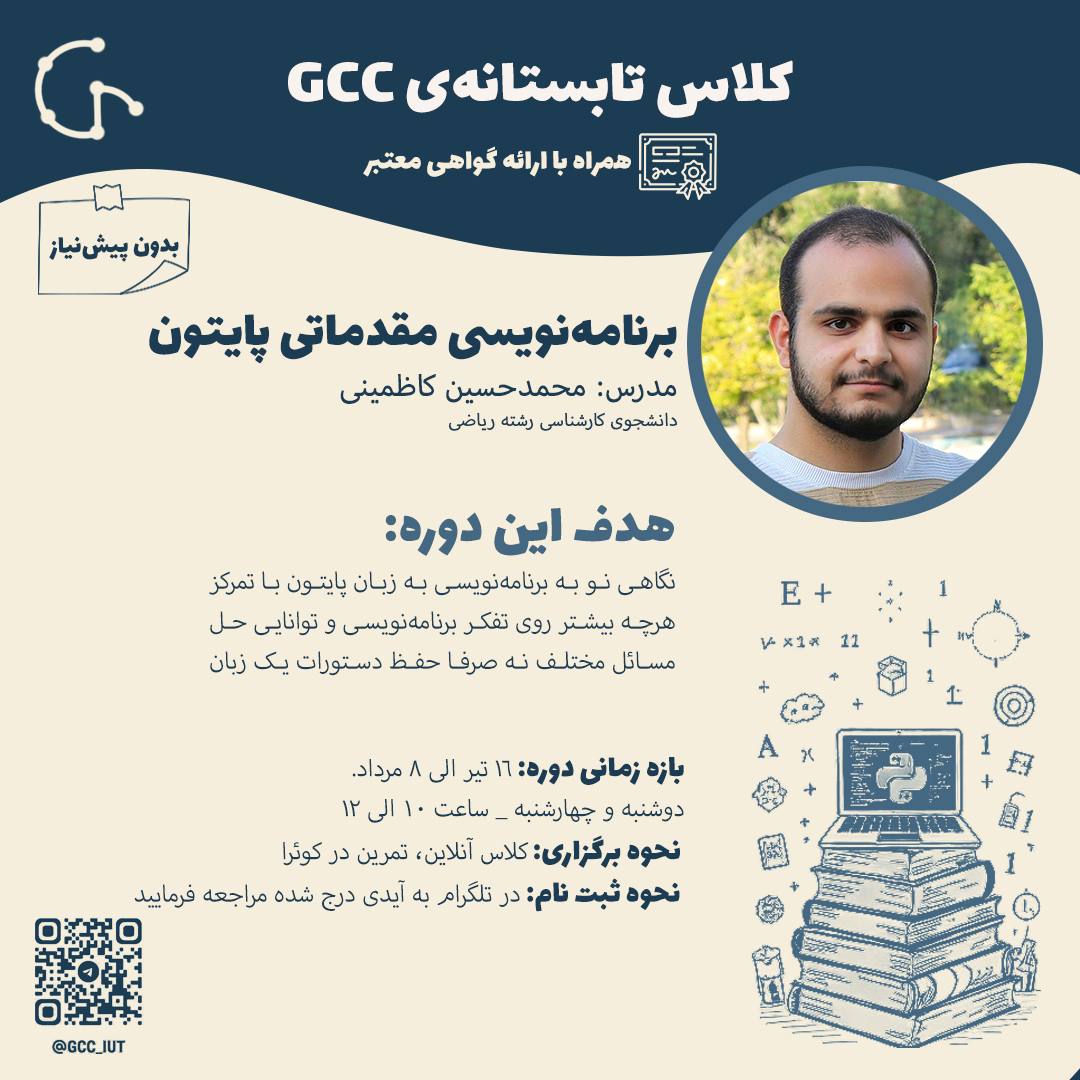 کلاس تابستانه‌ی GCC
همراه با ارائه گواهی معتبر
بدون پیش‌نیاز
برنامه‌نویسی مقدماتی پایتون
مدرس: محمدحسین کاظمینی
دانشجوی کارشناسی رشته ریاضی
هدف این دوره:
نگاهی نو به برنامه‌نویسی به زبان پایتون با تمرکز
هرچه بیشتر روی تفکر برنامه‌نویسی و توانایی حل
مسائل مختلف نه صرفا حفظ دستورات یک زبان
بازه زمانی دوره: ۱۶ تیر الی ۸ مرداد.
دوشنبه و چهارشنبه _ ساعت ۱۰ الی ۱۲
نحوه برگزاری: کلاس آنلاین، تمرین در کوئرا
نحوه ثبت نام: در تلگرام به آیدی درج شده مراجعه فرمایید
@GCC_IUT